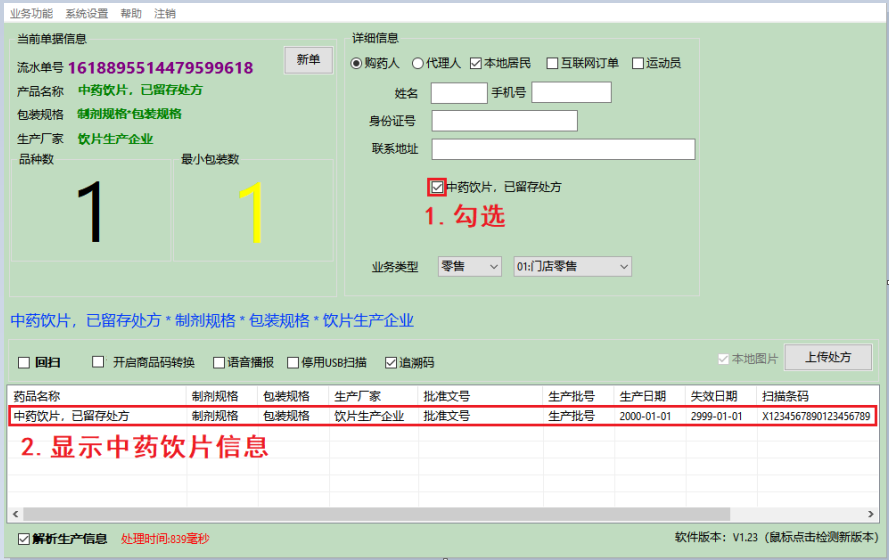 业务功能 系统设置 帮助 注销
当前单据信息
流水单号 1618895514479599618
新单
产品名称 中药饮片，已留存处方
包装规格 制剂规格*包装规格
生产厂家 饮片生产企业
品种数 最小包装数
1 1
详细信息
购药人 代理人 本地居民 互联网订单 运动员
姓名 手机号
身份证号
联系地址
中药饮片，已留存处方
1. 勾选
业务类型 零售 01:门店零售
中药饮片，已留存处方 * 制剂规格 * 包装规格 * 饮片生产企业
回扫 开启商品码转换 语音播报 停用USB扫描 追溯码 本地图片 上传处方
药品名称 制剂规格 包装规格 生产厂家 批准文号 生产批号 生产日期 失效日期 扫描条码
中药饮片，已留存处方 制剂规格 包装规格 饮片生产企业 批准文号 生产批号 2000-01-01 2999-01-01 X1234567890123456789
2. 显示中药饮片信息
解析生产信息 处理时间:839毫秒 软件版本：V1.23（鼠标点击检测新版本）